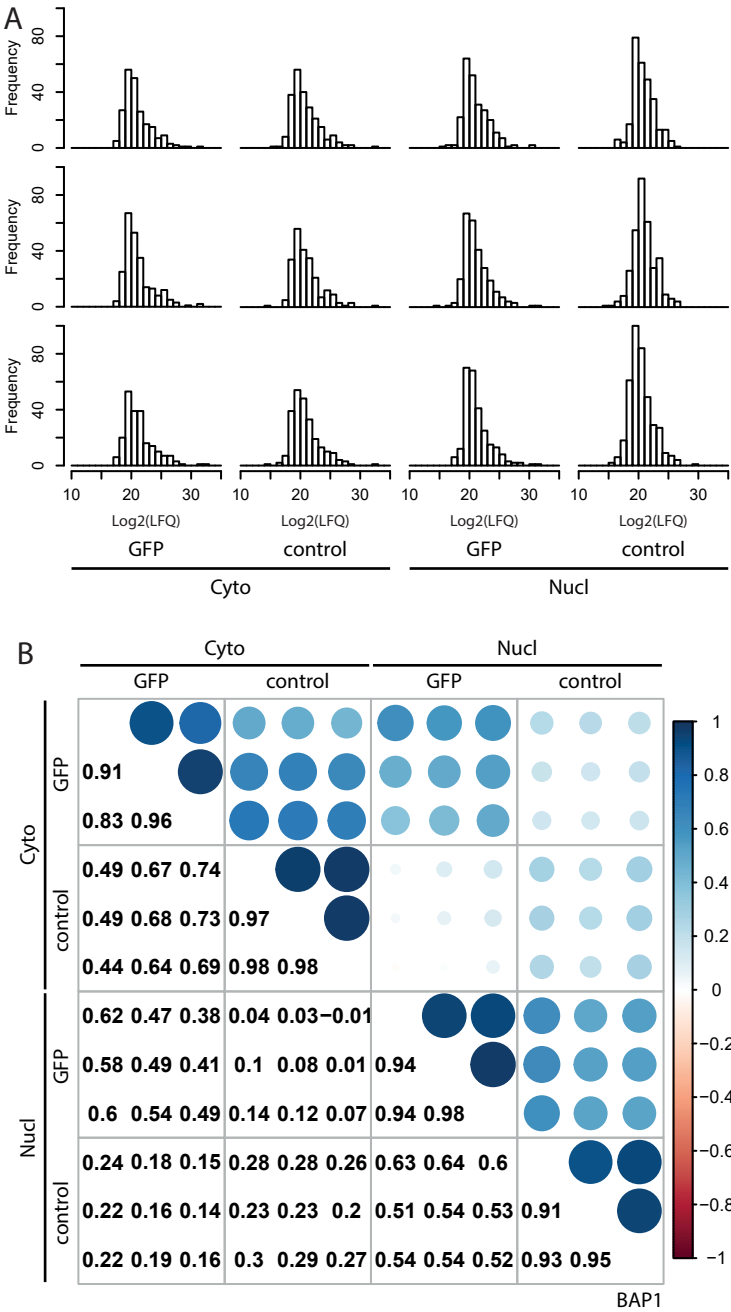 A
Frequency
80
40
0
Frequency
80
40
0
Frequency
80
40
0
10 20 30 10 20 30 10 20 30 10 20 30
Log2(LFQ) Log2(LFQ) Log2(LFQ) Log2(LFQ)
GFP control GFP control
Cyto Nucl
B
Cyto Nucl
GFP control GFP control
Cyto
GFP
0.91
0.83 0.96
control
0.49 0.67 0.74
0.49 0.68 0.73 0.97
0.44 0.64 0.69 0.98 0.98
Nucl
GFP
0.62 0.47 0.38 0.04 0.03 −0.01
0.58 0.49 0.41 0.1 0.08 0.01 0.94
0.6 0.54 0.49 0.14 0.12 0.07 0.94 0.98
control
0.24 0.18 0.15 0.28 0.28 0.26 0.63 0.64 0.6
0.22 0.16 0.14 0.23 0.23 0.2 0.51 0.54 0.53 0.91
0.22 0.19 0.16 0.3 0.29 0.27 0.54 0.54 0.52 0.93 0.95
1
0.8
0.6
0.4
0.2
0
−0.2
−0.4
−0.6
−0.8
−1
BAP1